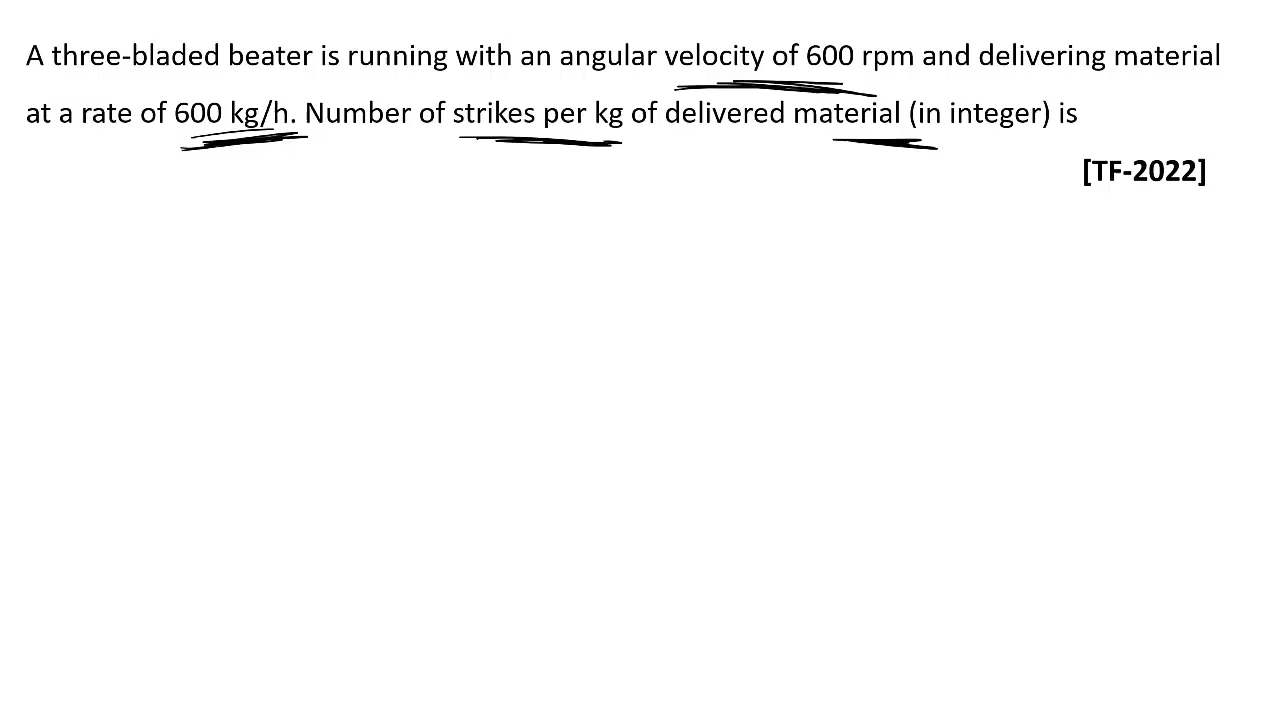 A three-bladed beater is running with an angular velocity of 600 rpm and delivering material
at a rate of 600 kg/h. Number of strikes per kg of delivered material (in integer) is
[TF-2022]